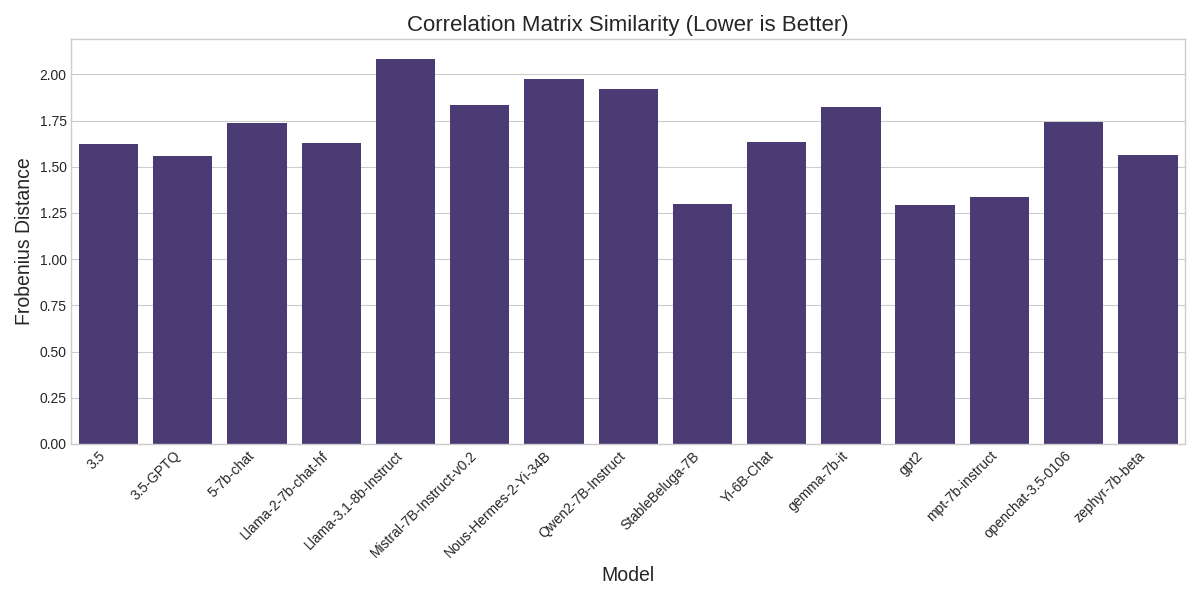 Correlation Matrix Similarity (Lower is Better)
Frobenius Distance
2.00
1.75
1.50
1.25
1.00
0.75
0.50
0.25
0.00
3.5
3.5-GPTQ
5-7b-chat
Llama-2-7b-chat-hf
Llama-3.1-8b-Instruct
Mistral-7B-Instruct-v0.2
Nous-Hermes-2-Yi-34B
Qwen2-7B-Instruct
StableBeluga-7B
Yi-6B-Chat
gemma-7b-it
gpt2
mpt-7b-instruct
openchat-3.5-0106
zephyr-7b-beta
Model